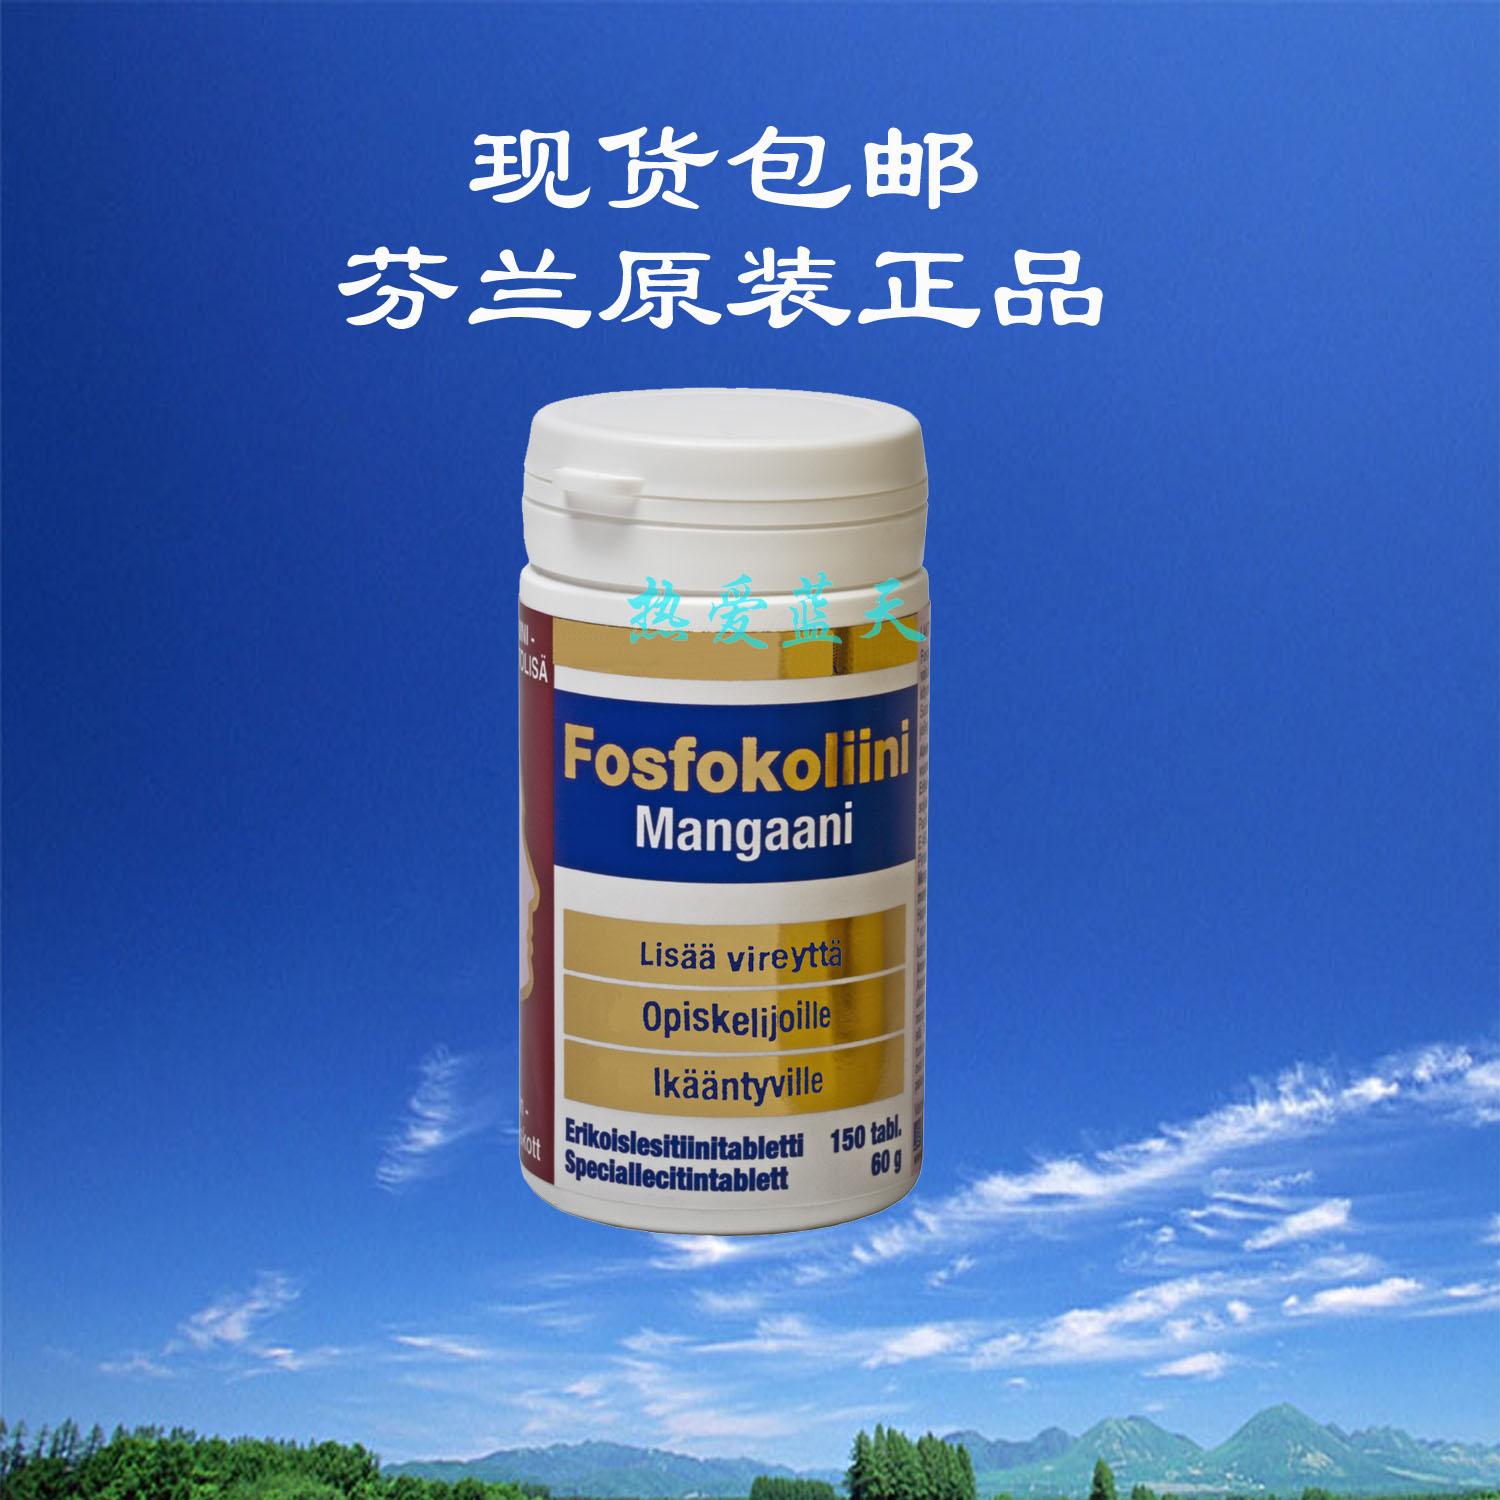 现货包邮
芬兰原装正品
热爱蓝天
Fosfokoliini
Mangaani
Lisää vireyttä
Opiskelijoille
Ikääntyville
Erikoislesitiinitabletti 150 tabl.
Speciallecitintablett 60 g